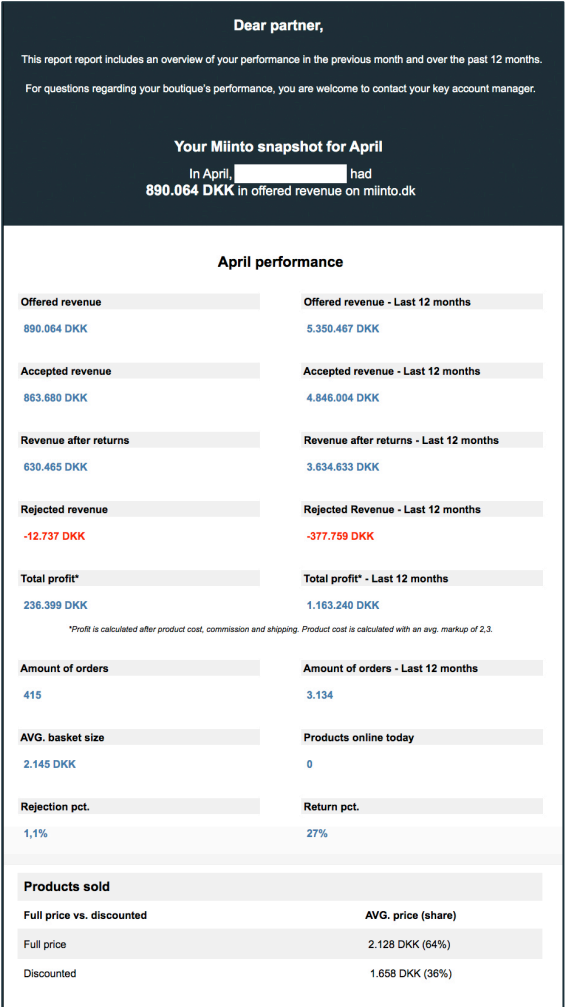 Dear partner,
This report report includes an overview of your performance in the previous month and over the past 12 months.
For questions regarding your boutique's performance, you are welcome to contact your key account manager.
Your Miinto snapshot for April
In April, had
890.064 DKK in offered revenue on miinto.dk
April performance
Offered revenue
Offered revenue - Last 12 months
890.064 DKK
5.350.467 DKK
Accepted revenue
Accepted revenue - Last 12 months
863.680 DKK
4.846.004 DKK
Revenue after returns
Revenue after returns - Last 12 months
630.465 DKK
3.634.633 DKK
Rejected revenue
Rejected Revenue - Last 12 months
-12.737 DKK
-377.759 DKK
Total profit*
Total profit* - Last 12 months
236.399 DKK
1.163.240 DKK
*Profit is calculated after product cost, commission and shipping. Product cost is calculated with an avg. markup of 2,3.
Amount of orders
Amount of orders - Last 12 months
415
3.134
AVG. basket size
Products online today
2.145 DKK
0
Rejection pct.
Return pct.
1,1%
27%
Products sold
Full price vs. discounted
AVG. price (share)
Full price
2.128 DKK (64%)
Discounted
1.658 DKK (36%)